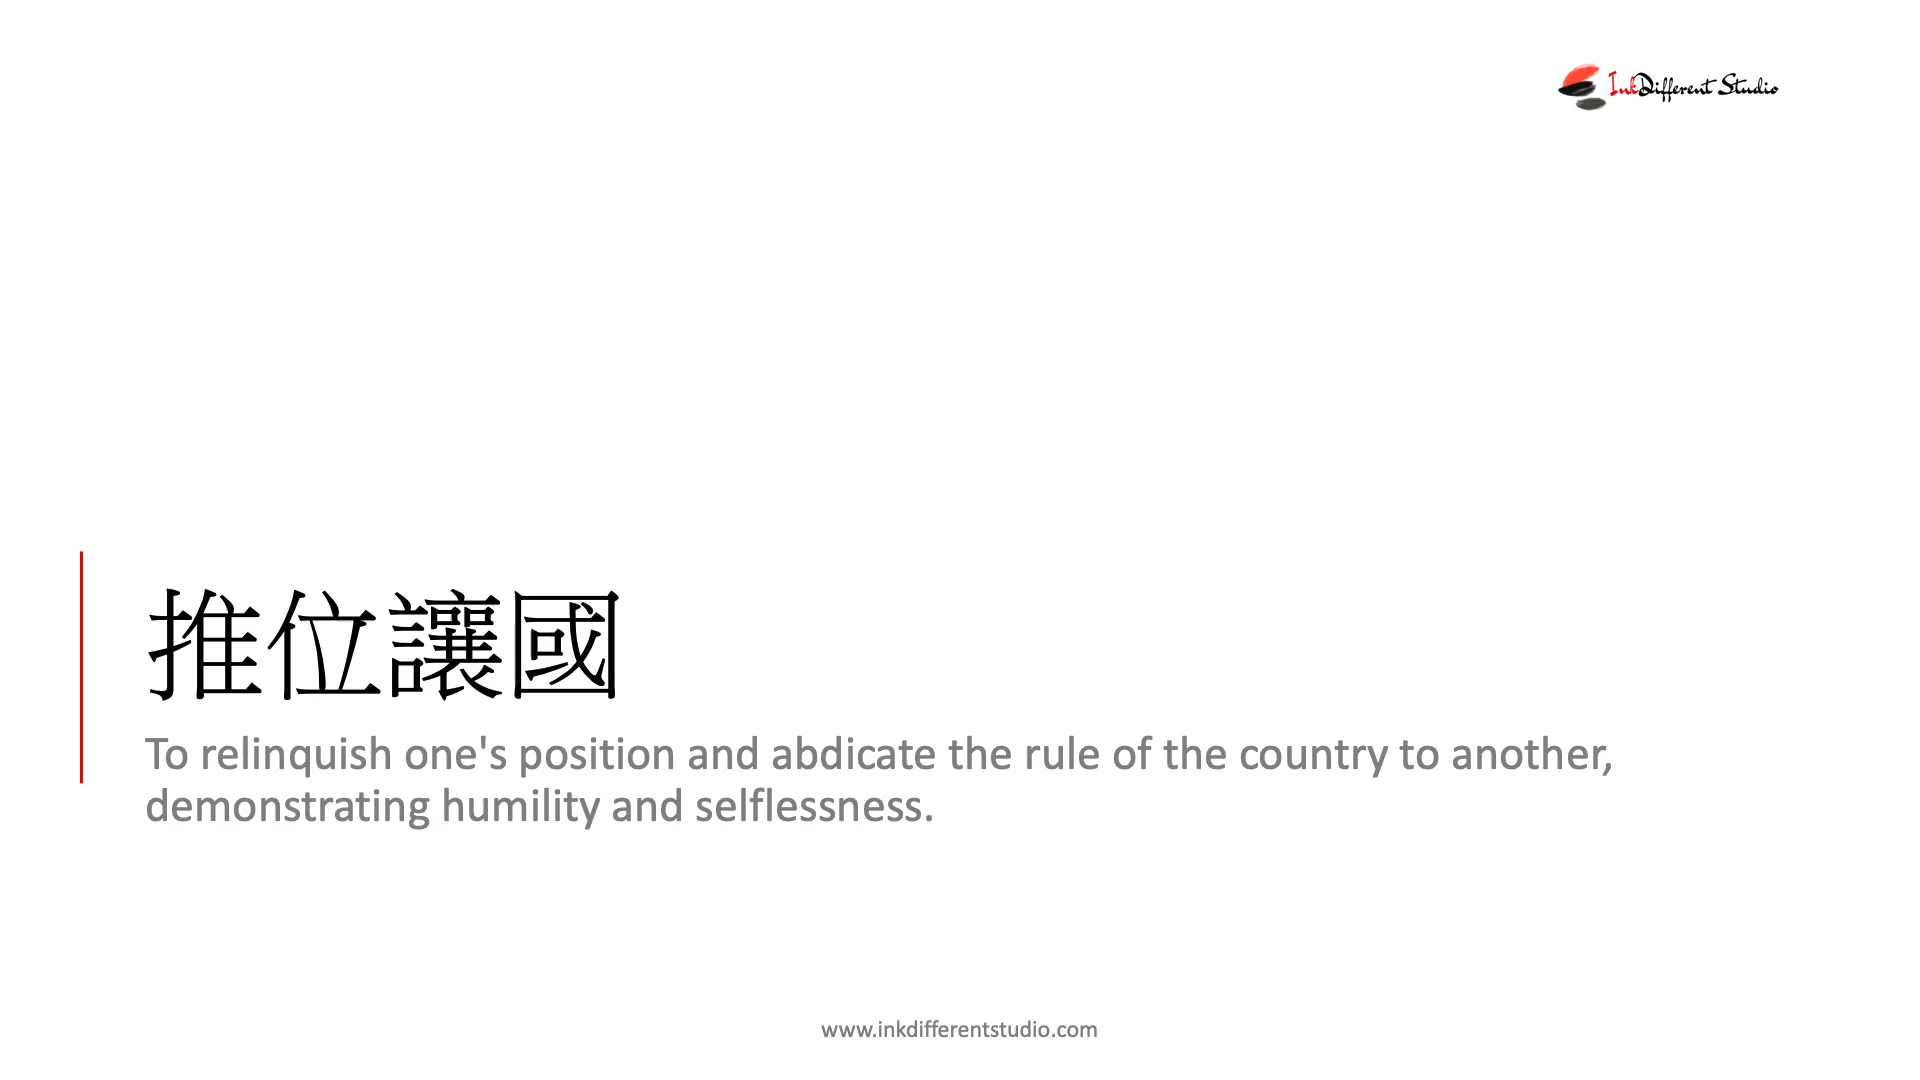 InkDifferent Studio
推位讓國
To relinquish one's position and abdicate the rule of the country to another,
demonstrating humility and selflessness.
www.inkdifferentstudio.com